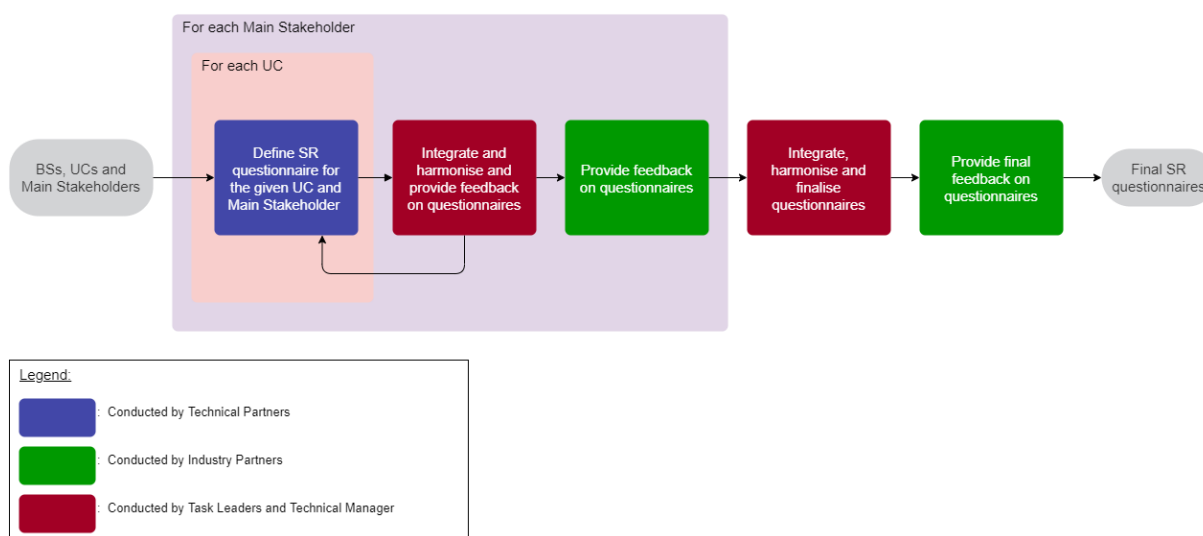 For each Main Stakeholder
For each UC
BSs, UCs and
Main Stakeholders
Define SR
questionnaire for
the given UC and
Main Stakeholder
Integrate and
harmonise and
provide feedback
on questionnaires
Provide feedback
on questionnaires
Integrate,
harmonise and
finalise
questionnaires
Provide final
feedback on
questionnaires
Final SR
questionnaires
Legend:
: Conducted by Technical Partners
: Conducted by Industry Partners
: Conducted by Task Leaders and Technical Manager